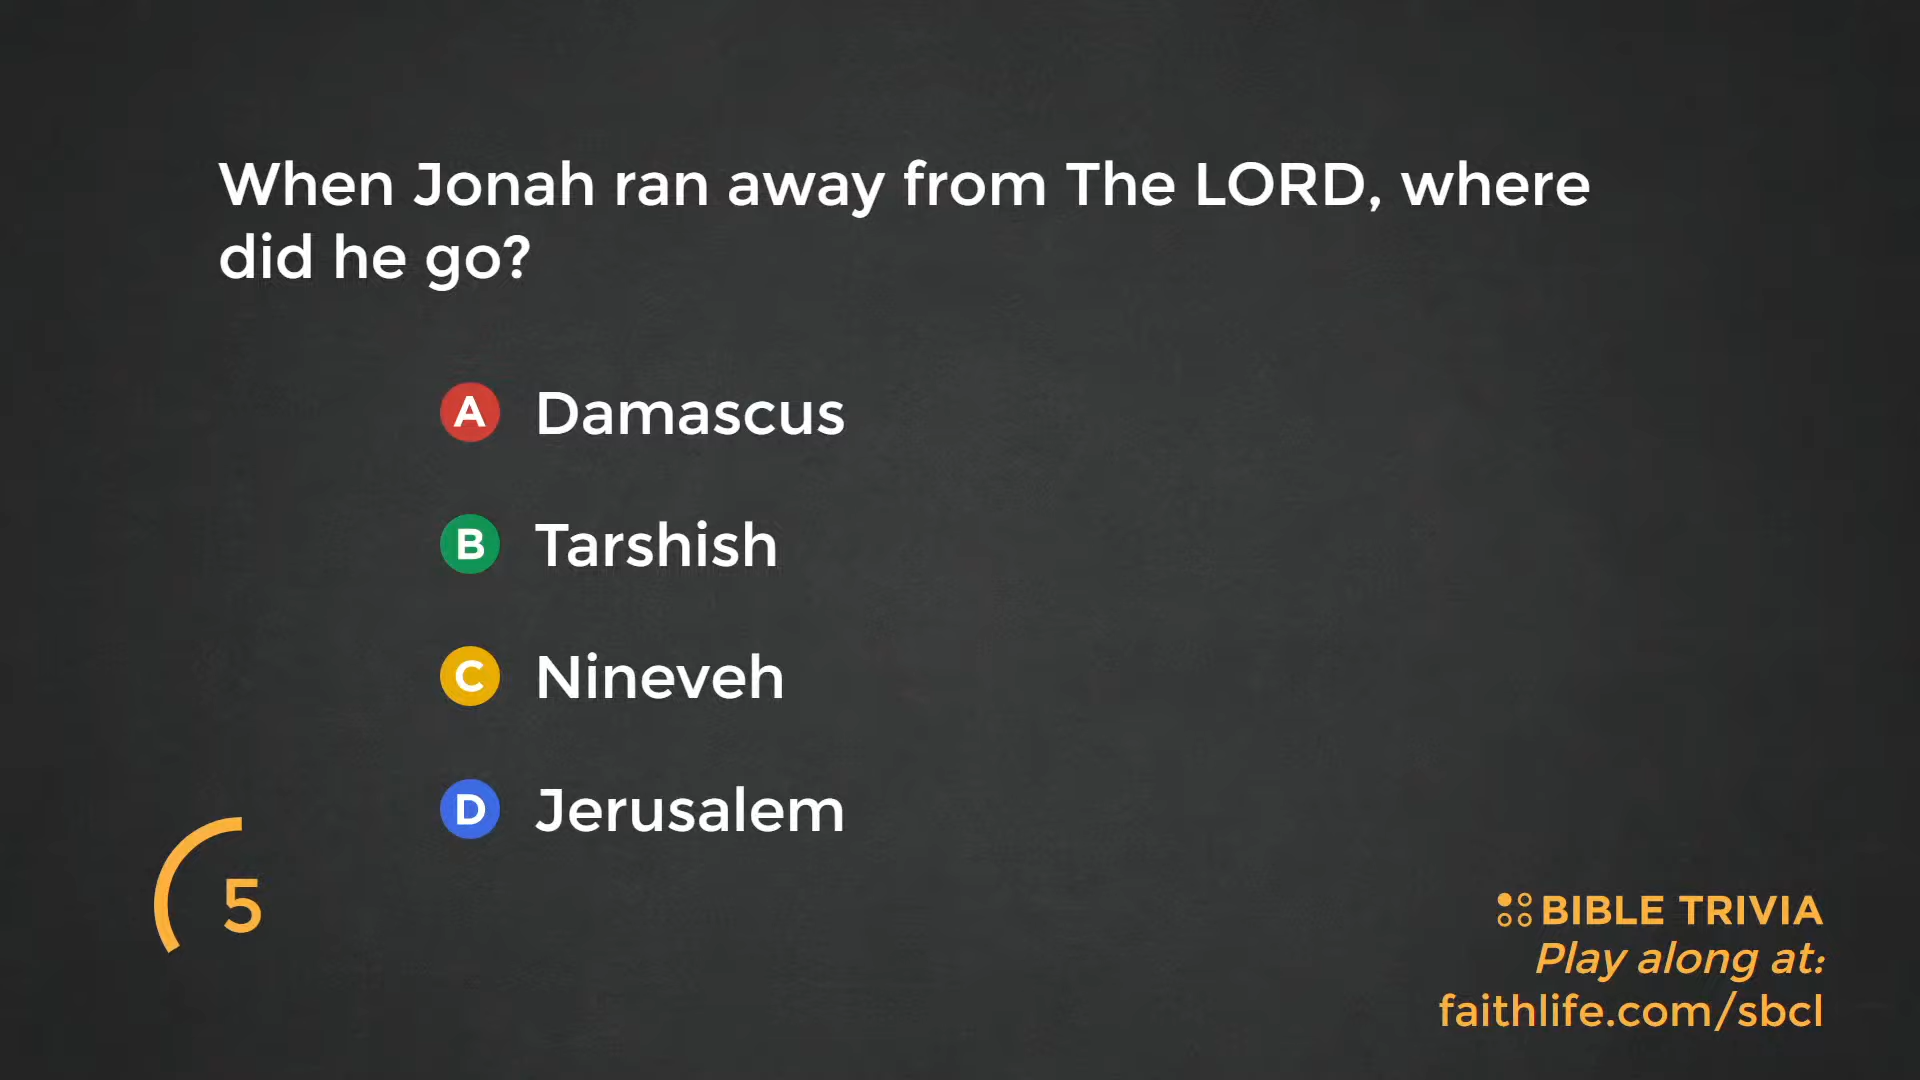 When Jonah ran away from The LORD, where
did he go?
A Damascus
B Tarshish
C Nineveh
D Jerusalem
5
BIBLE TRIVIA
Play along at:
faithlife.com/sbcl